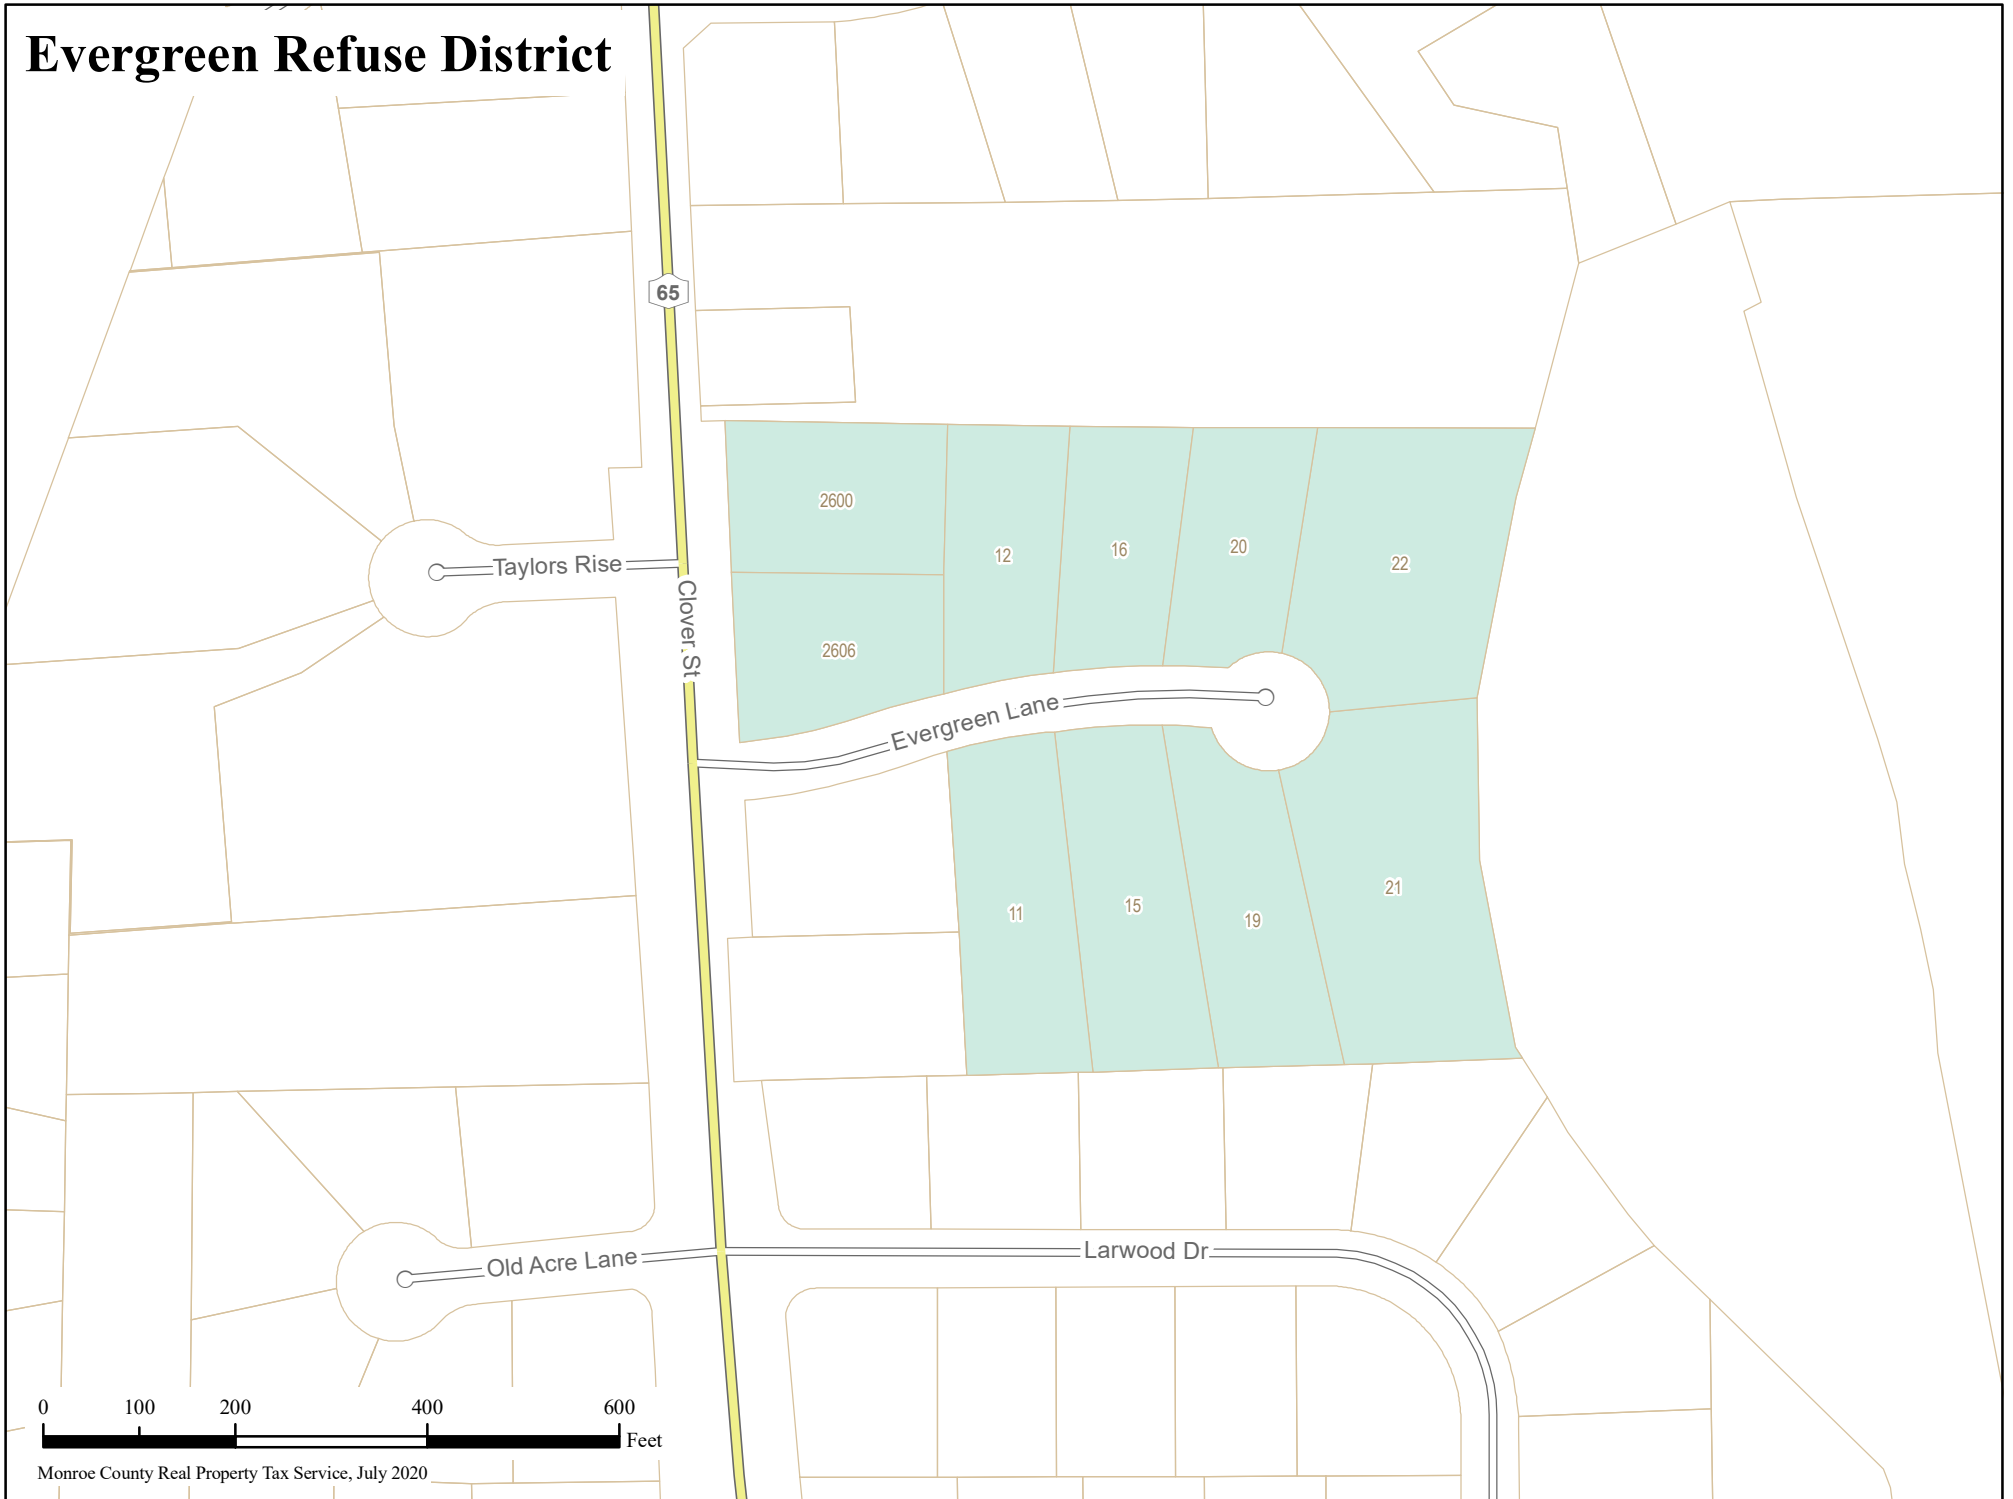 Evergreen Refuse District
65
2600
12
16
20
22
Taylors Rise
Clover St
2606
Evergreen Lane
11
15
19
21
Old Acre Lane
Larwood Dr
0 100 200 400 600
Feet
Monroe County Real Property Tax Service, July 2020